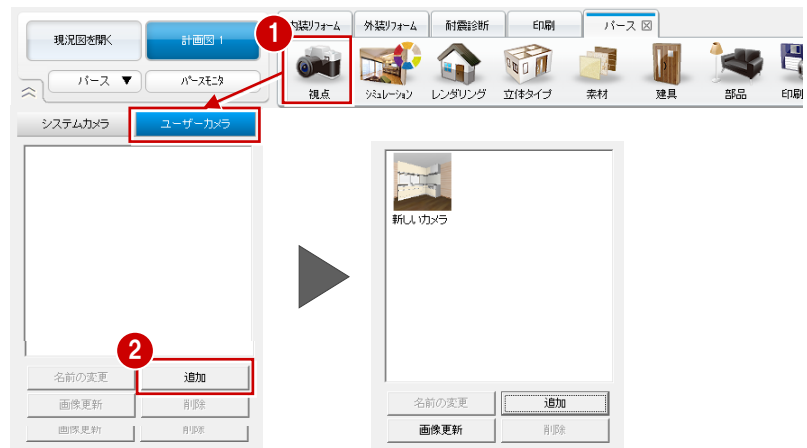 現況図を開く
計画図 1
パース ▼
パースモニタ
内装リフォーム
外装リフォーム
耐震診断
印刷
パース
1
視点
シミュレーション
レンダリング
立体タイプ
素材
建具
部品
印刷
システムカメラ
ユーザーカメラ
2
名前の変更
追加
画像更新
削除
画像更新
削除
新しいカメラ
名前の変更
追加
画像更新
削除